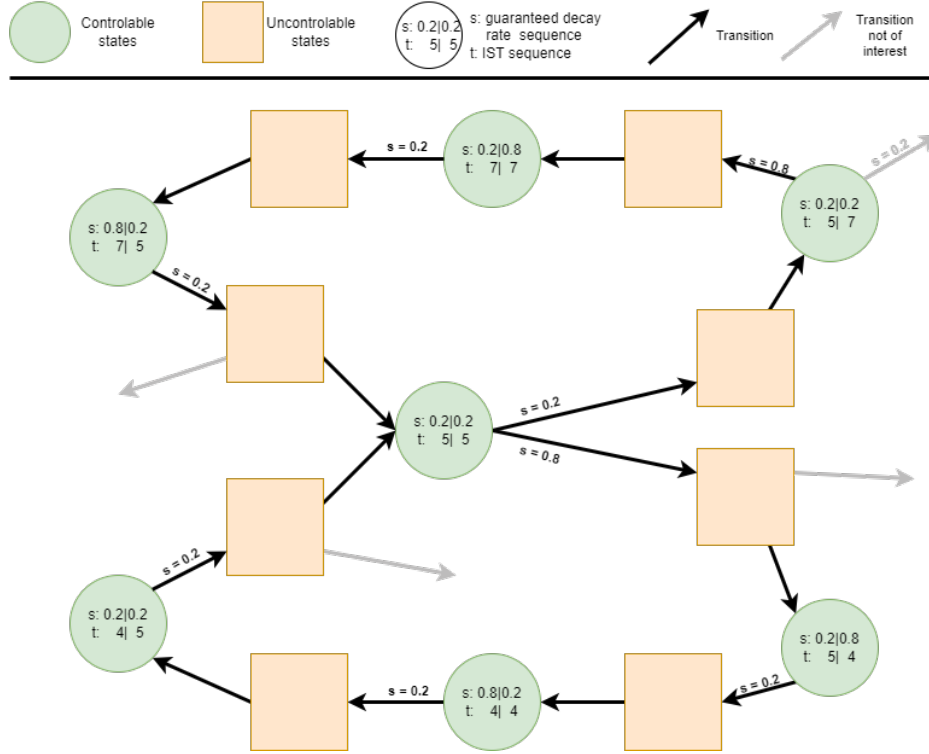 Controlable
states
Uncontrolable
states
s: 0.2|0.2
t: 5| 5
s: guaranteed decay
rate sequence
t: IST sequence
Transition
Transition
not of
interest
s = 0.2
s: 0.2|0.8
t: 7| 7
s=0.8
s = 0.2
s: 0.2|0.2
t: 5| 7
s: 0.8|0.2
t: 7| 5
s = 0.2
s: 0.2|0.2
t: 5| 5
s = 0.2
s = 0.8
s = 0.2
s: 0.2|0.2
t: 4| 5
s: 0.2|0.8
t: 5| 4
s = 0.2
s: 0.8|0.2
t: 4| 4
s = 0.2